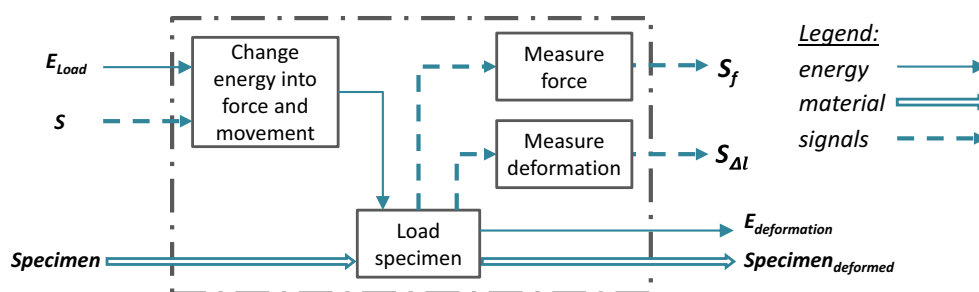 E_Load
S
Specimen
Change
energy into
force and
movement
Measure
force
Measure
deformation
Load
specimen
S_f
S_Δl
E_deformation
Specimen_deformed
Legend:
energy
material
signals